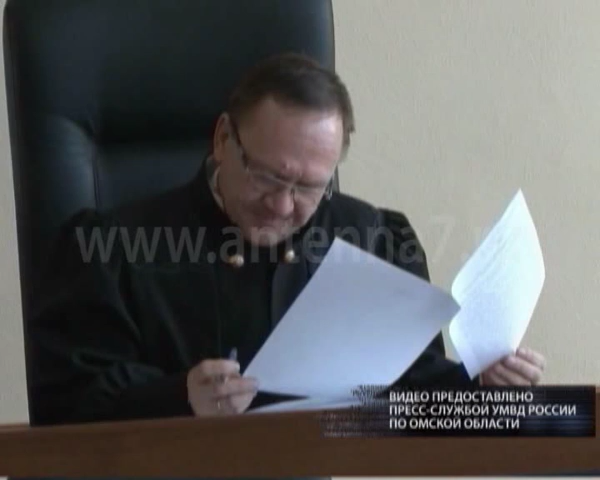 www.antenna7.
ВИДЕО ПРЕДОСТАВЛЕНО
ПРЕСС-СЛУЖБОЙ УМВД РОССИИ
ПО ОМСКОЙ ОБЛАСТИ